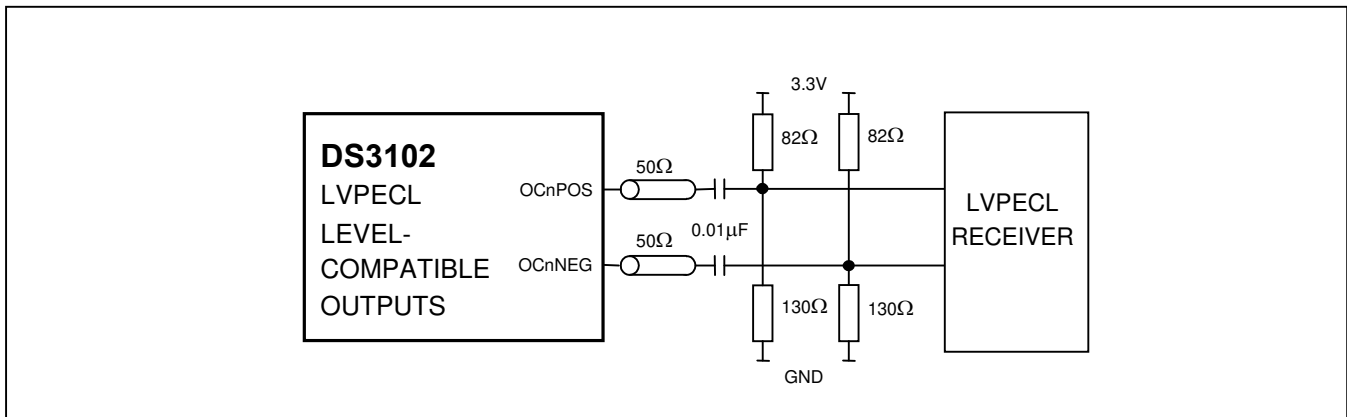 3.3V
82Ω
82Ω
DS3102
LVPECL
LEVEL-
COMPATIBLE
OUTPUTS
OCnPOS
OCnNEG
50Ω
50Ω
0.01μF
130Ω
130Ω
GND
LVPECL
RECEIVER